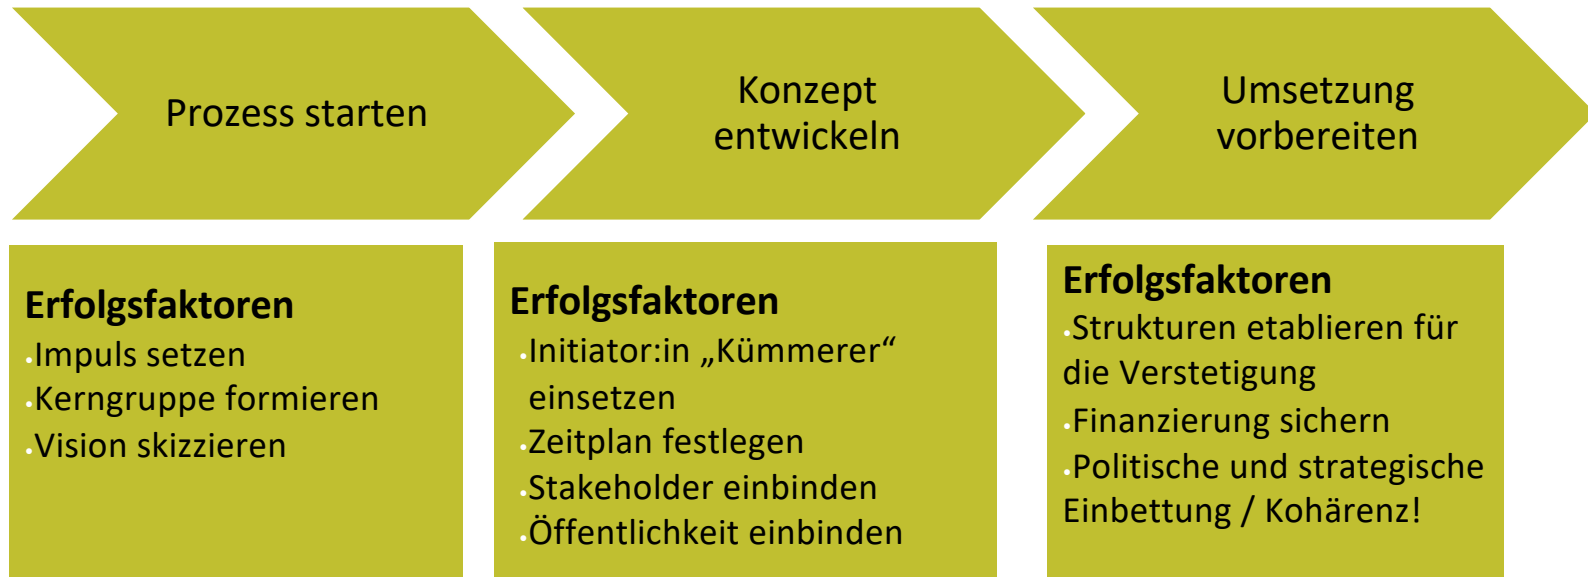 Prozess starten
Konzept
entwickeln
Umsetzung
vorbereiten
Erfolgsfaktoren
•Impuls setzen
•Kerngruppe formieren
•Vision skizzieren
Erfolgsfaktoren
•Initiator:in „Kümmerer“
einsetzen
•Zeitplan festlegen
•Stakeholder einbinden
•Öffentlichkeit einbinden
Erfolgsfaktoren
•Strukturen etablieren für
die Verstetigung
•Finanzierung sichern
•Politische und strategische
Einbettung / Kohärenz!